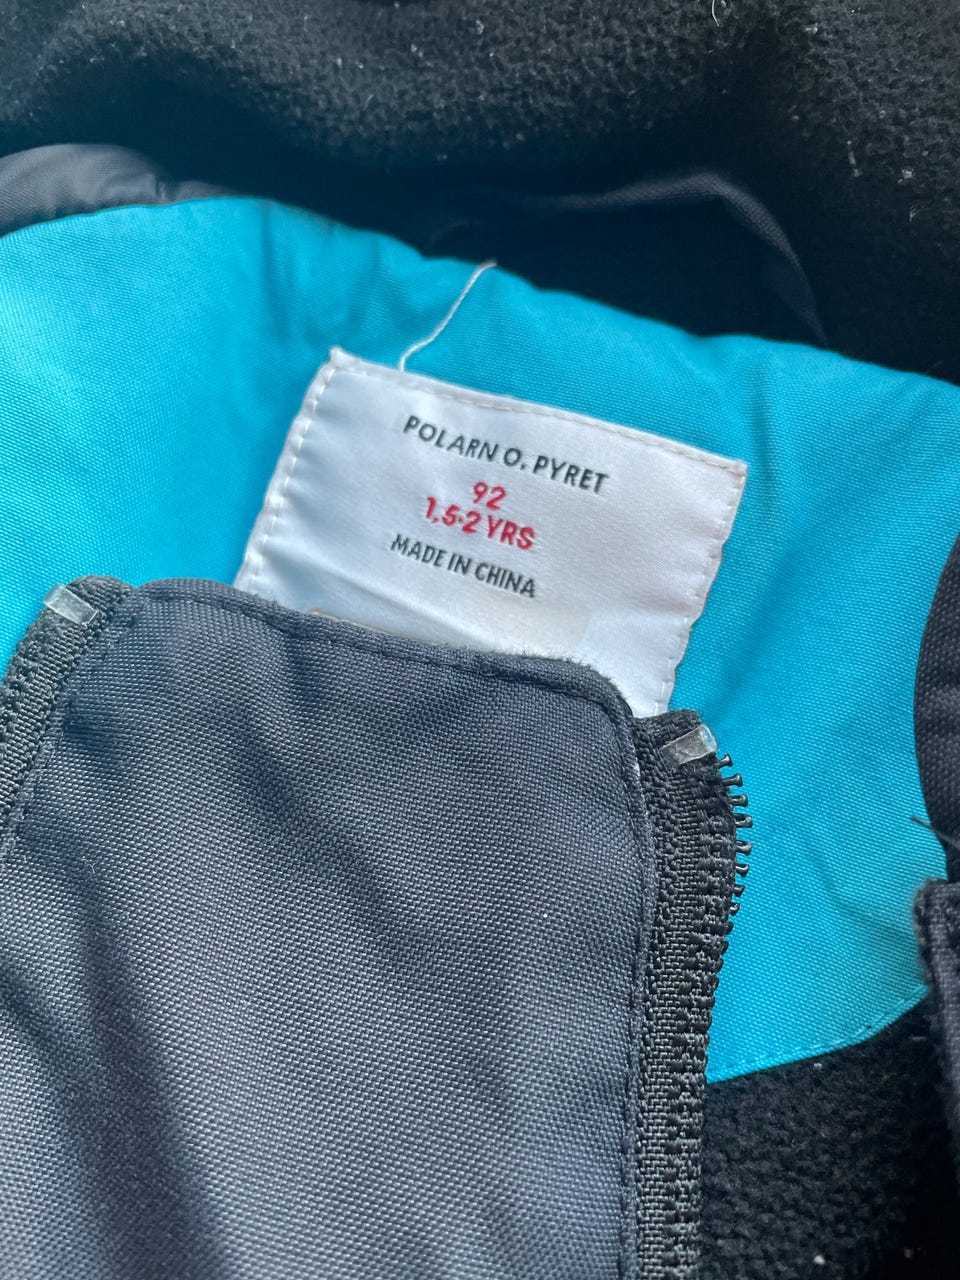 POLARN O. PYRET
92
1,5-2 YRS
MADE IN CHINA